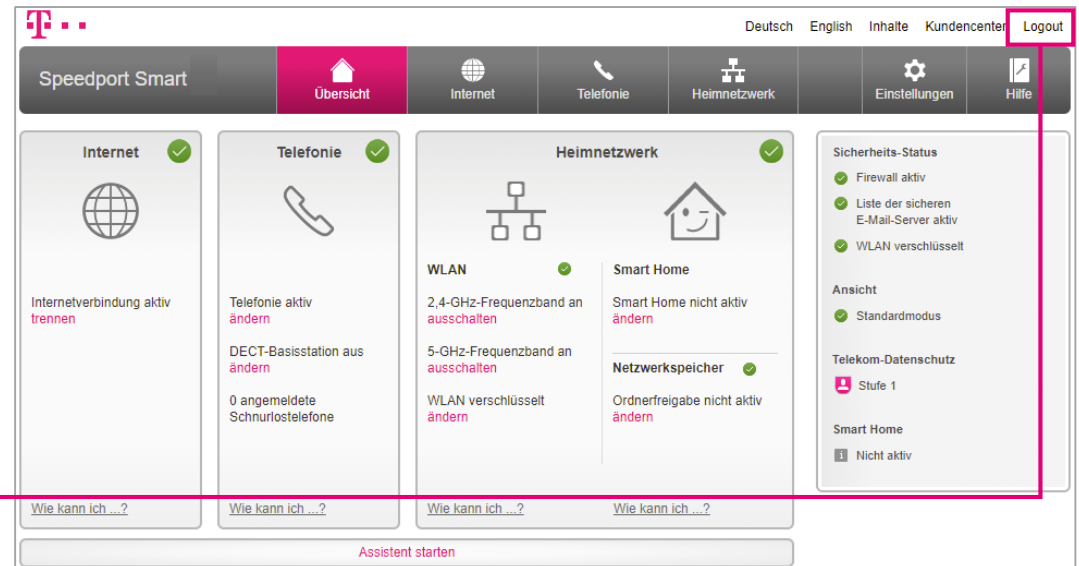 Deutsch English Inhalte Kundencenter Logout
Speedport Smart
Übersicht
Internet
Telefonie
Heimnetzwerk
Einstellungen
Hilfe
Internet
Internetverbindung aktiv
trennen
Wie kann ich ...?
Telefonie
Telefonie aktiv
ändern
DECT-Basisstation aus
ändern
0 angemeldete
Schnurlostelefone
Wie kann ich ...?
Heimnetzwerk
WLAN
2,4-GHz-Frequenzband an
ausschalten
5-GHz-Frequenzband an
ausschalten
WLAN verschlüsselt
ändern
Wie kann ich ...?
Smart Home
Smart Home nicht aktiv
ändern
Netzwerkspeicher
Ordnerfreigabe nicht aktiv
ändern
Wie kann ich ...?
Sicherheits-Status
Firewall aktiv
Liste der sicheren
E-Mail-Server aktiv
WLAN verschlüsselt
Ansicht
Standardmodus
Telekom-Datenschutz
Stufe 1
Smart Home
Nicht aktiv
Assistent starten